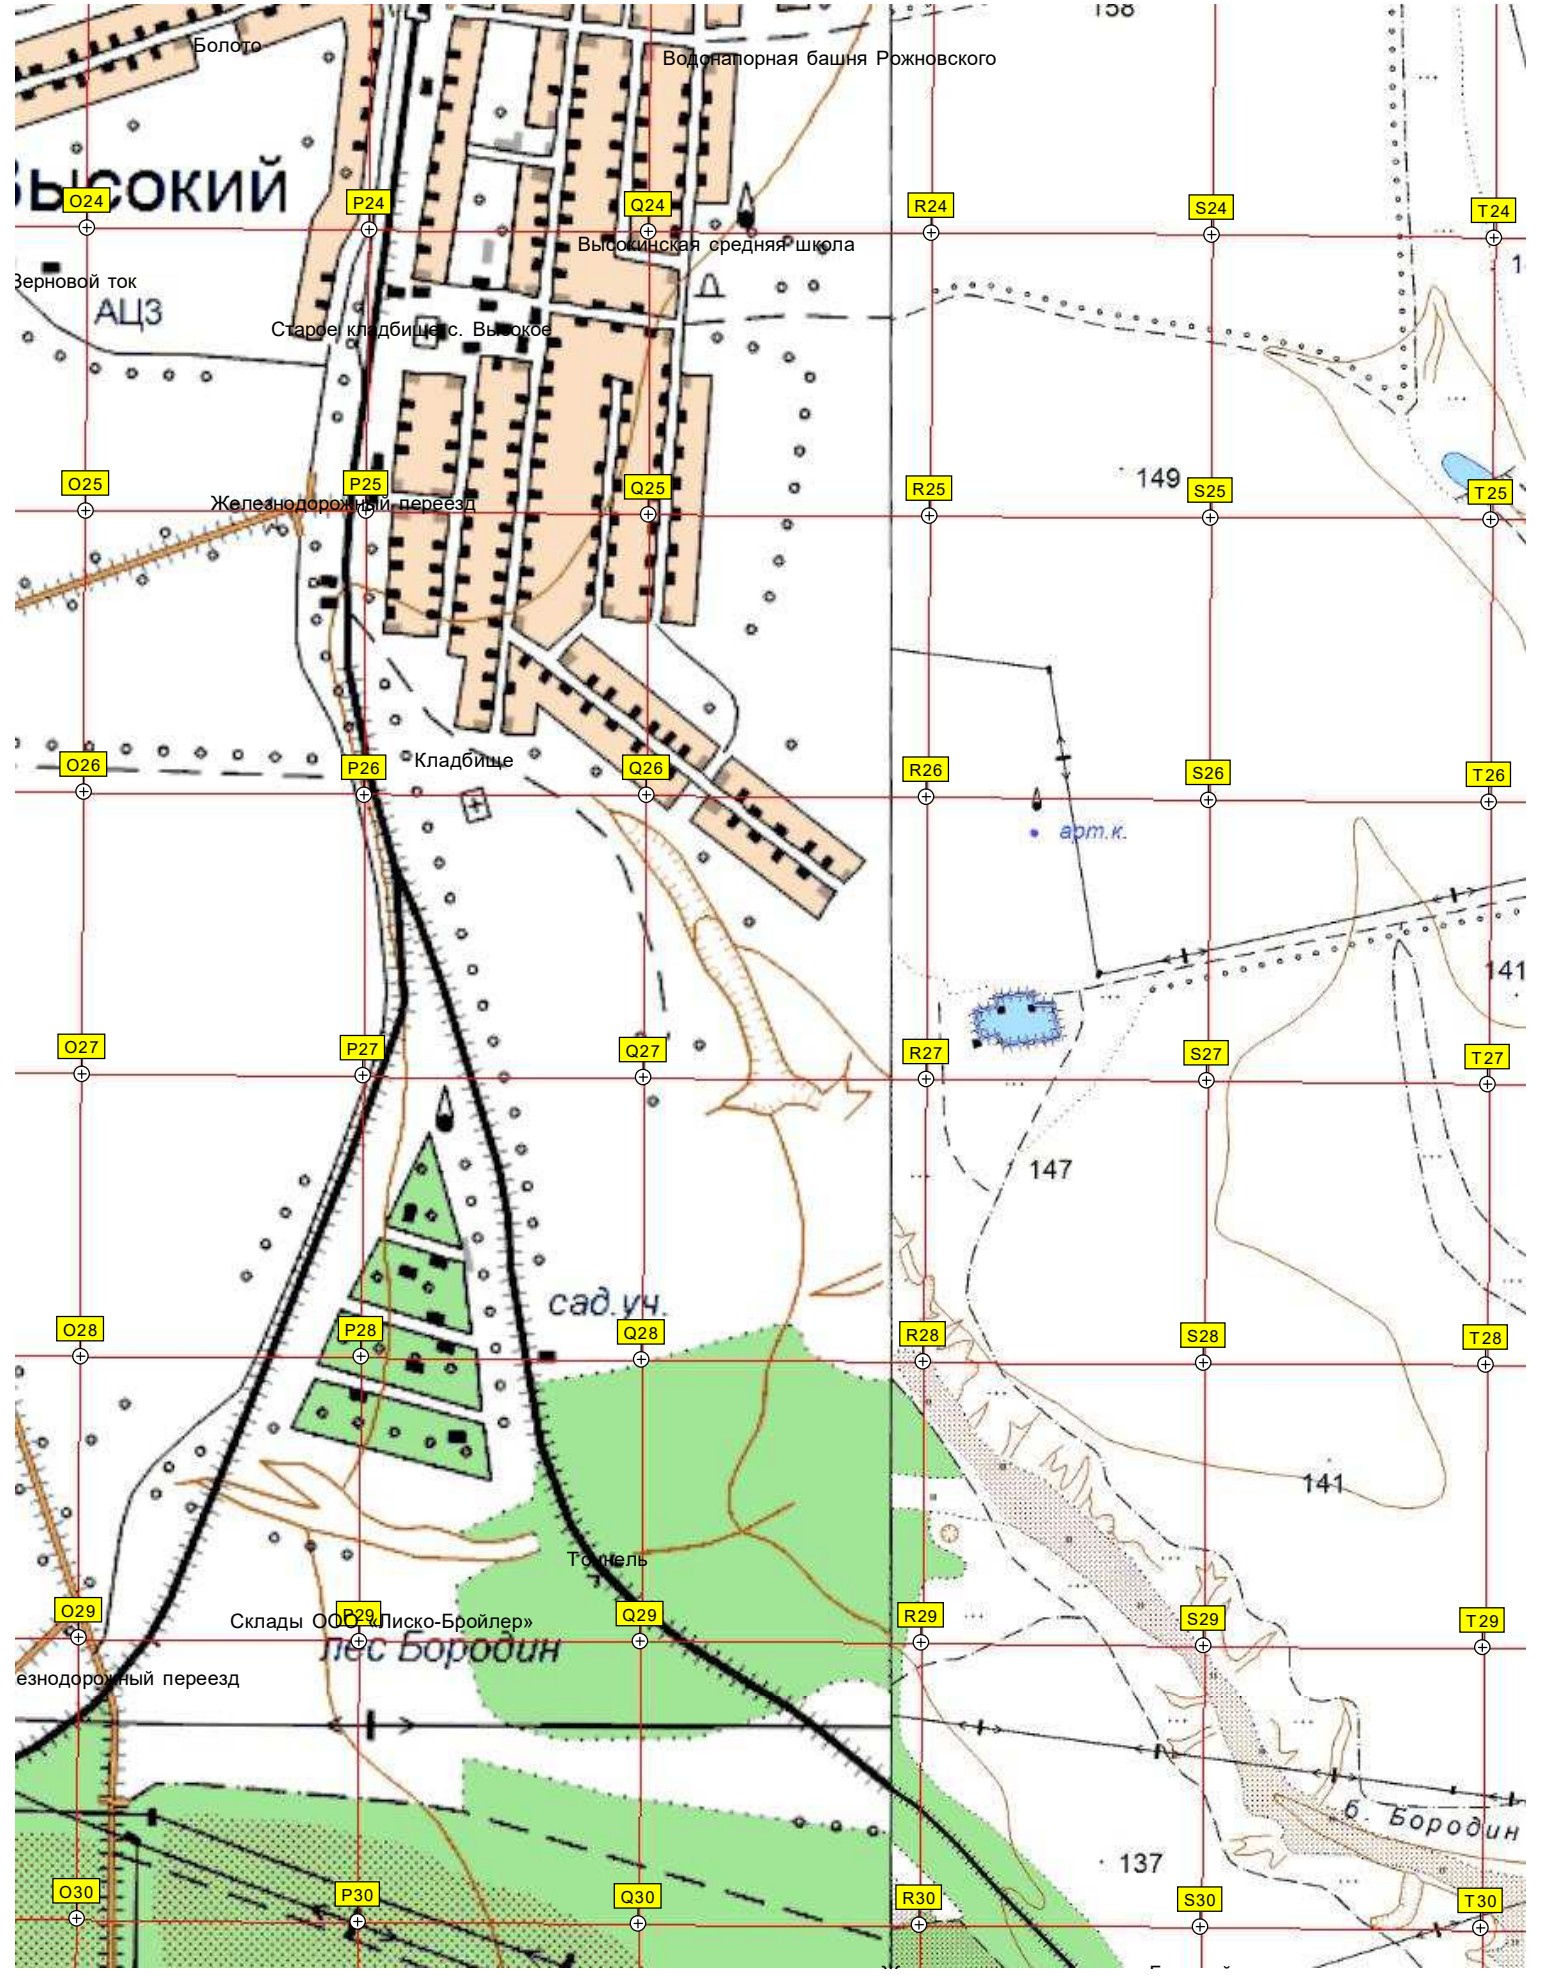 158
Болото
Водонапорная башня Рожновского
ысокий
O24
P24
Q24
R24
S24
T24
Высокинская средняя школа
Зерновой ток
АЦЗ
Старое кладбище с. Высокое
149
O25
P25
Q25
R25
S25
T25
Железнодорожный переезд
O26
P26
Q26
R26
S26
T26
Кладбище
арт.к.
141
O27
P27
Q27
R27
S27
T27
147
сад.уч.
O28
P28
Q28
R28
S28
T28
141
Тоннель
O29
P29
Q29
R29
S29
T29
Склады ООО «Лиско-Бройлер»
лес Бородин
езнодорожный переезд
б. Бородин
137
O30
P30
Q30
R30
S30
T30